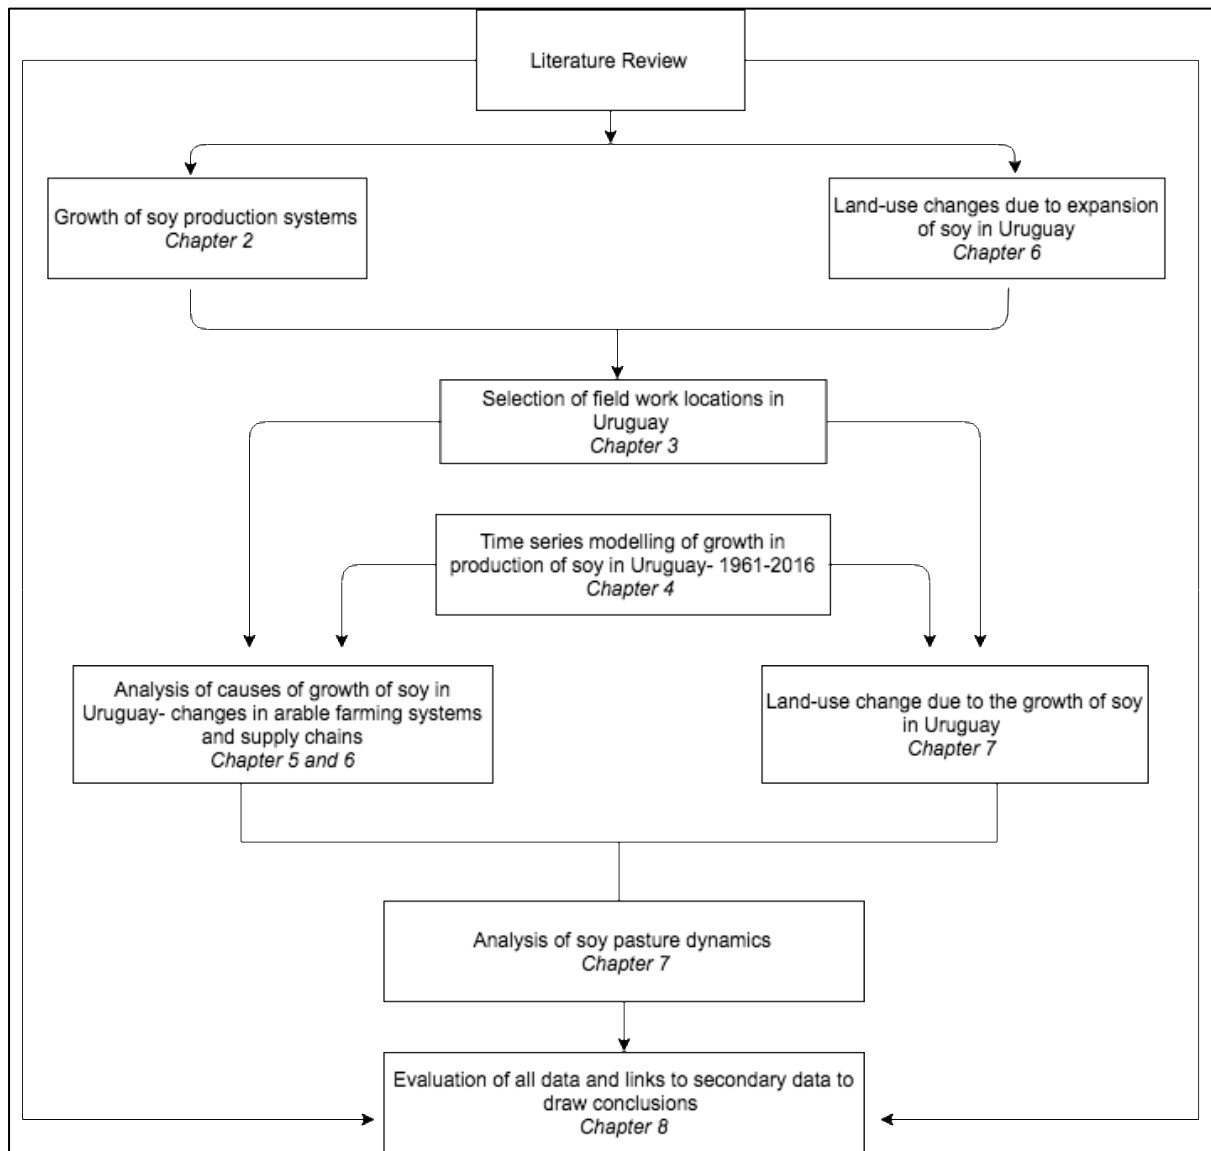 Literature Review
Growth of soy production systems
Chapter 2
Land-use changes due to expansion
of soy in Uruguay
Chapter 6
Selection of field work locations in
Uruguay
Chapter 3
Time series modelling of growth in
production of soy in Uruguay- 1961-2016
Chapter 4
Analysis of causes of growth of soy in
Uruguay- changes in arable farming systems
and supply chains
Chapter 5 and 6
Land-use change due to the growth of soy
in Uruguay
Chapter 7
Analysis of soy pasture dynamics
Chapter 7
Evaluation of all data and links to secondary data to
draw conclusions
Chapter 8